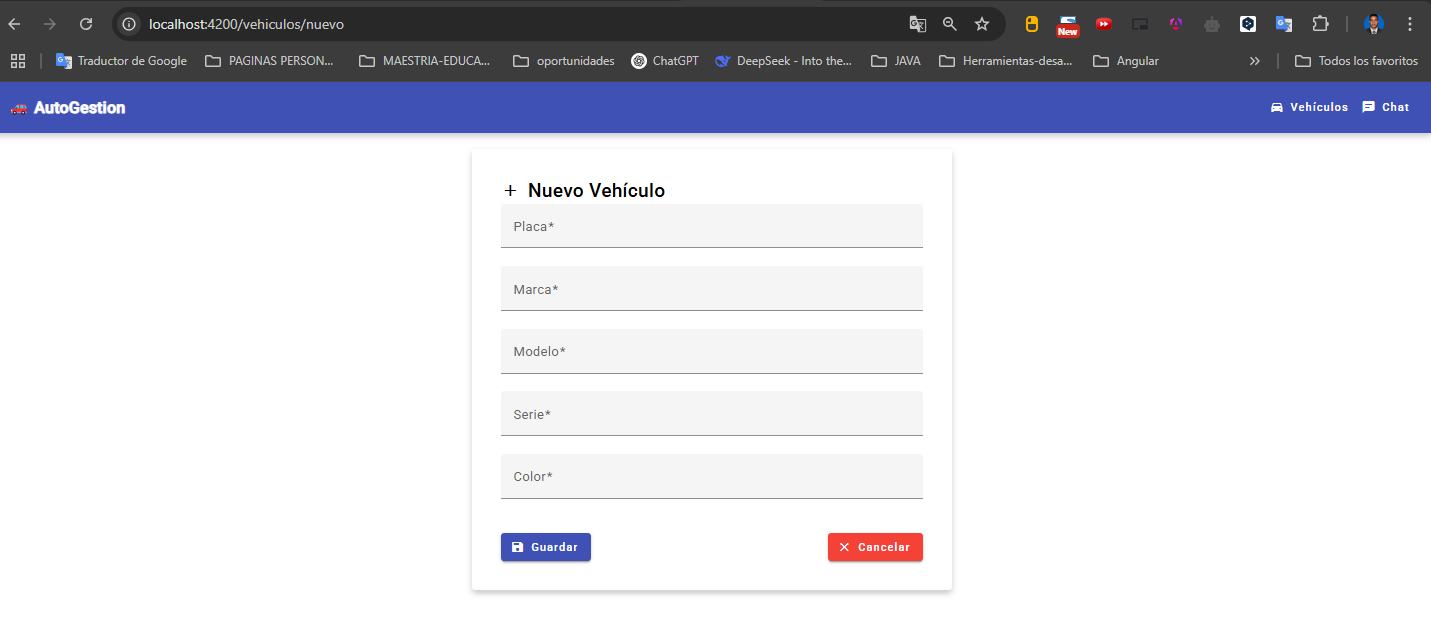 localhost:4200/vehiculos/nuevo
New
Traductor de Google PAGINAS PERSON... MAESTRIA-EDUCA... oportunidades ChatGPT DeepSeek - Into the... JAVA Herramientas-desa... Angular » Todos los favoritos
AutoGestion Vehículos Chat
+ Nuevo Vehículo
Placa*
Marca*
Modelo*
Serie*
Color*
Guardar Cancelar